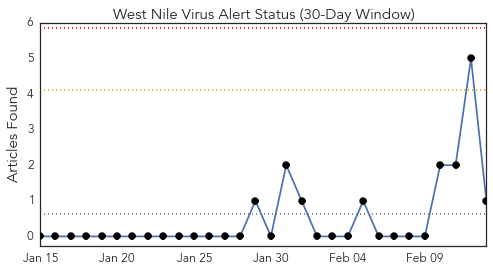 West Nile Virus Alert Status (30-Day Window)
Articles Found
6
5
4
3
2
1
0
Jan 15
Jan 20
Jan 25
Jan 30
Feb 04
Feb 09